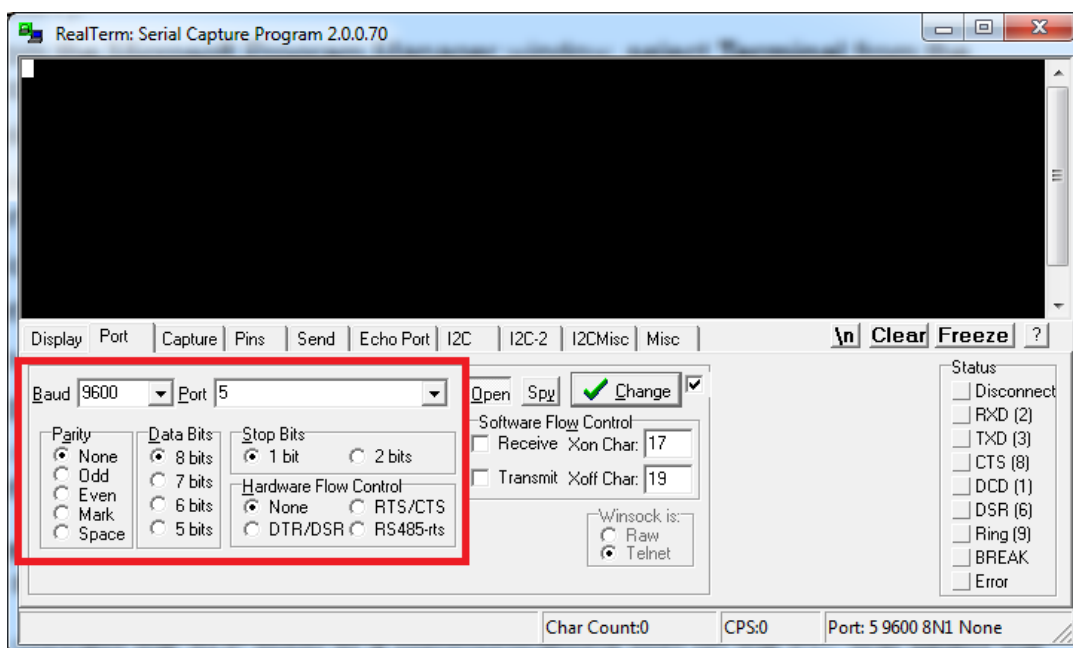 RealTerm: Serial Capture Program 2.0.0.70
Display Port Capture Pins Send Echo Port I2C I2C-2 I2CMisc Misc \n Clear Freeze ?
Baud 9600 Port 5 Open Spy Change
Parity
None
Odd
Even
Mark
Space
Data Bits
8 bits
7 bits
6 bits
5 bits
Stop Bits
1 bit 2 bits
Hardware Flow Control
None RTS/CTS
DTR/DSR RS485-rts
Software Flow Control
Receive Xon Char: 17
Transmit Xoff Char: 19
Winsock is:
Raw
Telnet
Status
Disconnect
RXD (2)
TXD (3)
CTS (8)
DCD (1)
DSR (6)
Ring (9)
BREAK
Error
Char Count:0 CPS:0 Port: 5 9600 8N1 None